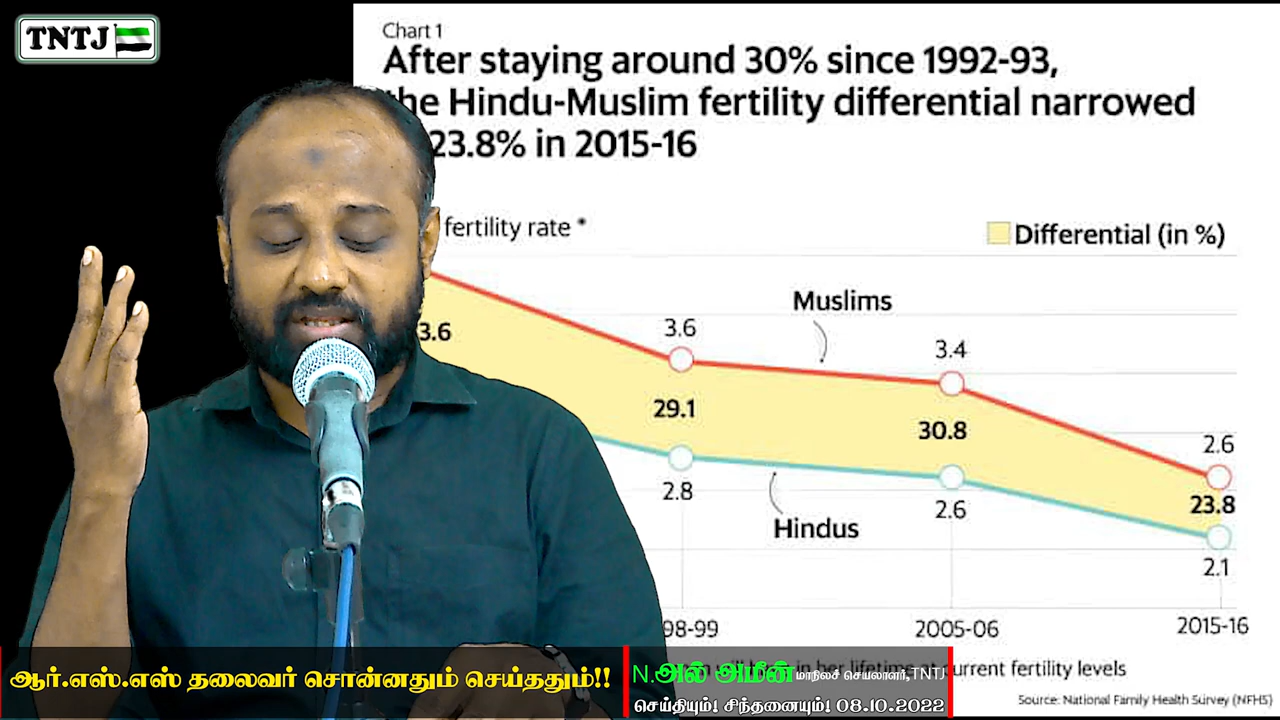 TNTJ
Chart 1
After staying around 30% since 1992-93,
the Hindu-Muslim fertility differential narrowed
23.8% in 2015-16
fertility rate *
Differential (in %)
Muslims
3.6
3.6
3.4
29.1
30.8
2.6
23.8
2.8
2.6
2.1
Hindus
98-99
2005-06
2015-16
in her lifetime at current fertility levels
Source: National Family Health Survey (NFHS)
ஆர்.எஸ்.எஸ் தலைவர் சொன்னதும் செய்ததும்!!
N.அல் அமீன் மாநிலச் செயலாளர்,TNTJ
செய்தியும்! சிந்தனையும்! 08.10.2022